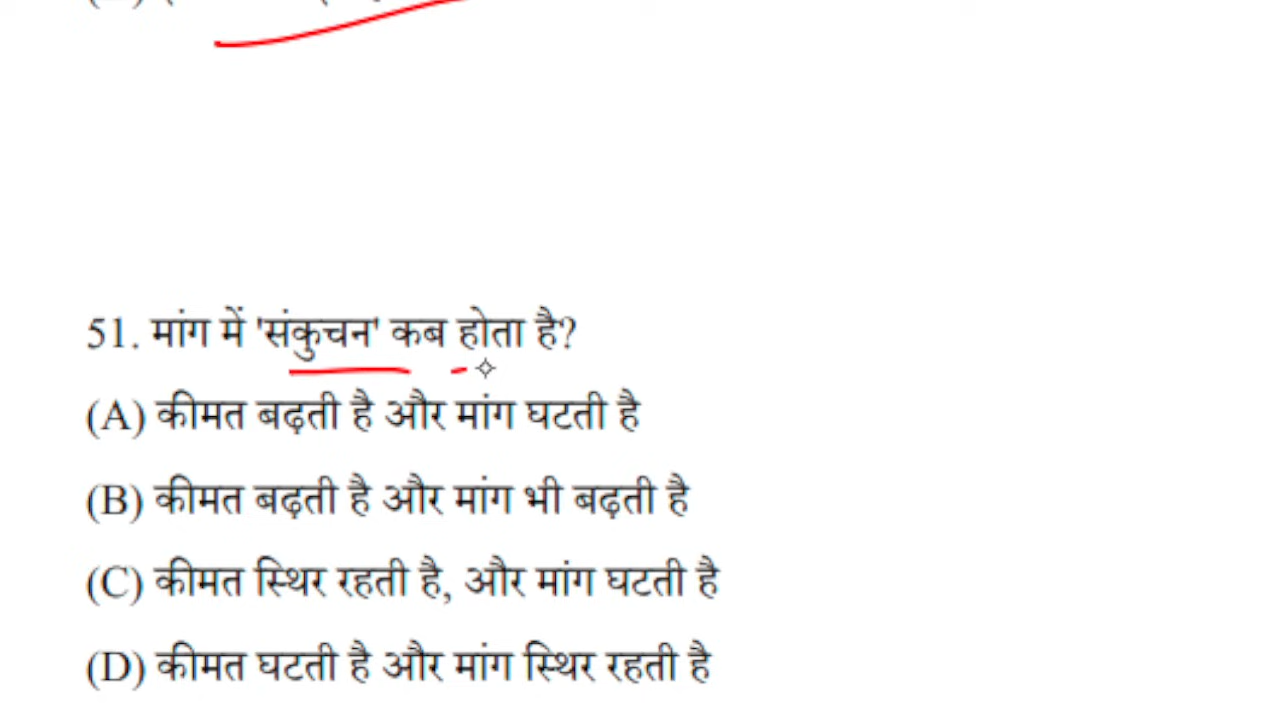 51. मांग में 'संकुचन' कब होता है?
(A) कीमत बढ़ती है और मांग घटती है
(B) कीमत बढ़ती है और मांग भी बढ़ती है
(C) कीमत स्थिर रहती है, और मांग घटती है
(D) कीमत घटती है और मांग स्थिर रहती है